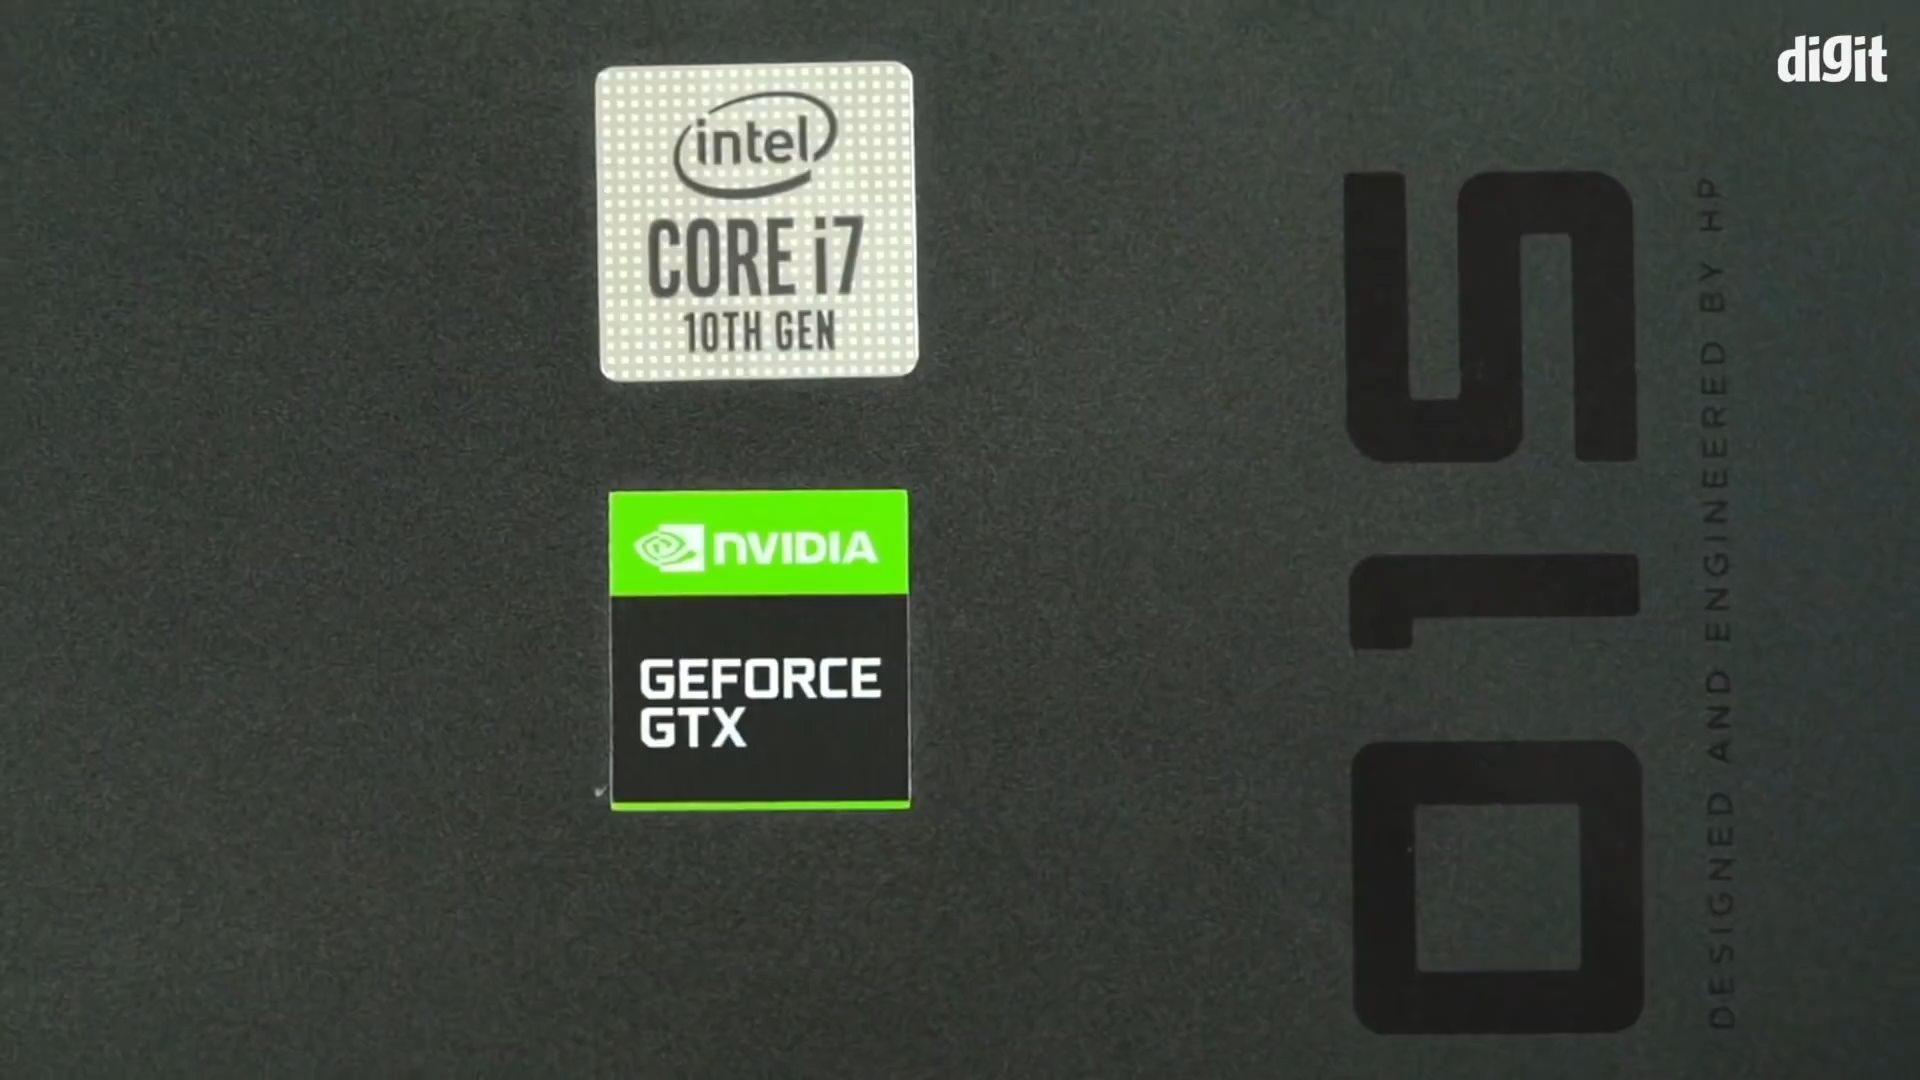 digit
intel
CORE i7
10TH GEN
NVIDIA
GEFORCE
GTX
015
DESIGNED AND ENGINEERED BY HP